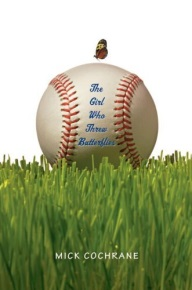 The
Girl
Who
Threw
Butterflies
MICK COCHRANE